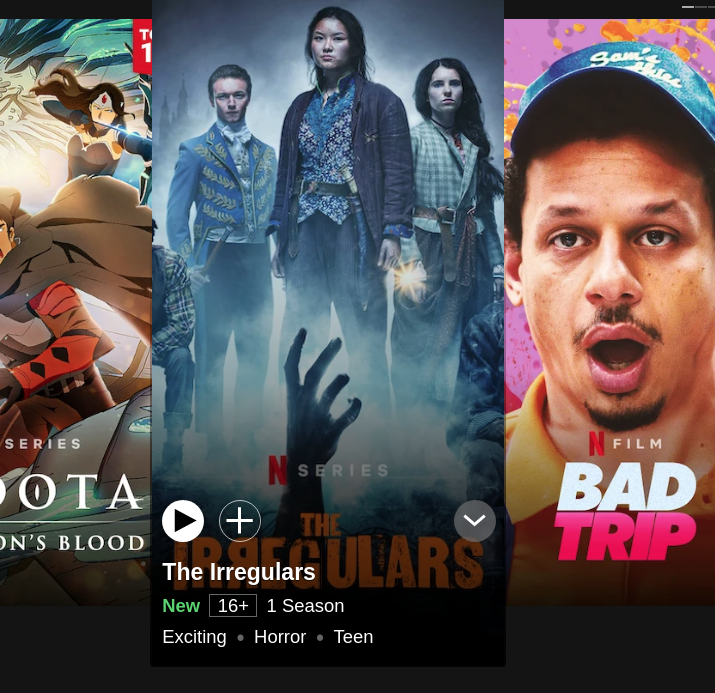 TO
1
SERIES
DOTA
ON'S BLOOD
N SERIES
THE
IRREGULARS
The Irregulars
New 16+ 1 Season
Exciting • Horror • Teen
Sam's
N FILM
BAD
TRIP